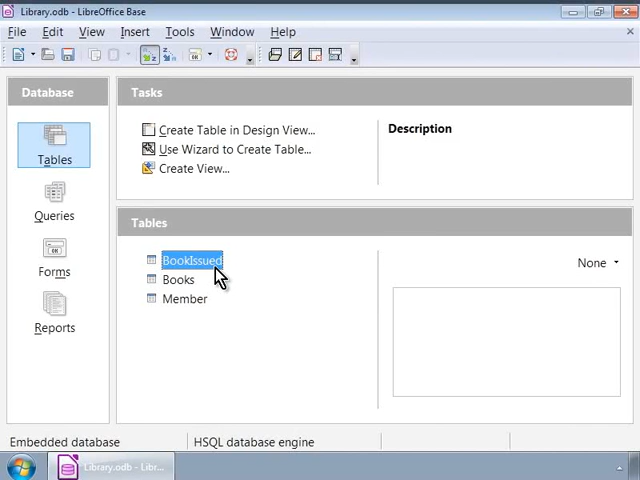 Library.odb - LibreOffice Base
File Edit View Insert Tools Window Help
Database
Tables
Queries
Forms
Reports
Tasks
Create Table in Design View...
Use Wizard to Create Table...
Create View...
Description
Tables
BookIssued
Books
Member
None
Embedded database
HSQL database engine
Library.odb - Libr...